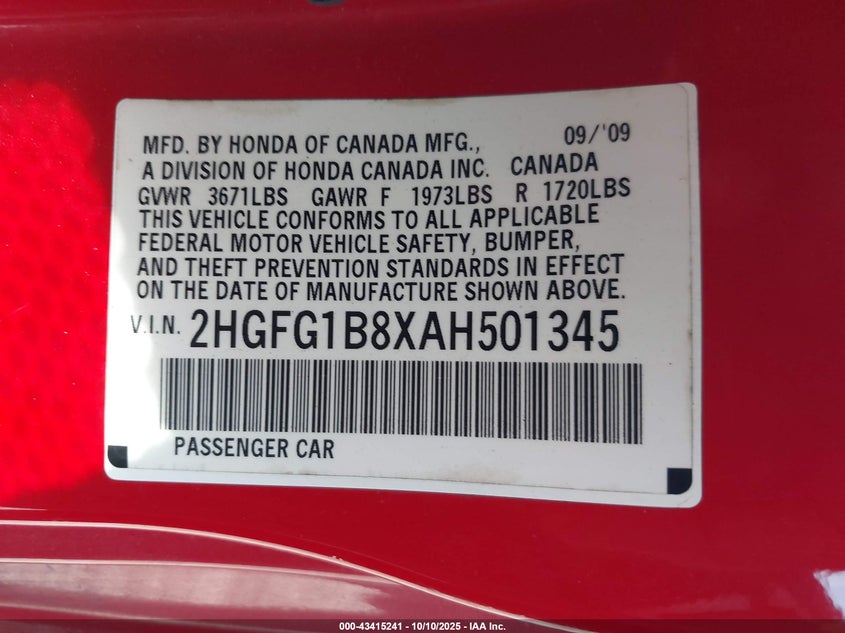 MFD. BY HONDA OF CANADA MFG., 09/'09
A DIVISION OF HONDA CANADA INC. CANADA
GVWR 3671LBS GAWR F 1973LBS R 1720LBS
THIS VEHICLE CONFORMS TO ALL APPLICABLE
FEDERAL MOTOR VEHICLE SAFETY, BUMPER,
AND THEFT PREVENTION STANDARDS IN EFFECT
ON THE DATE OF MANUFACTURE SHOWN ABOVE.
V.I.N. 2HGFG1B8XAH501345
PASSENGER CAR
000-43415241 - 10/10/2025 - IAA Inc.